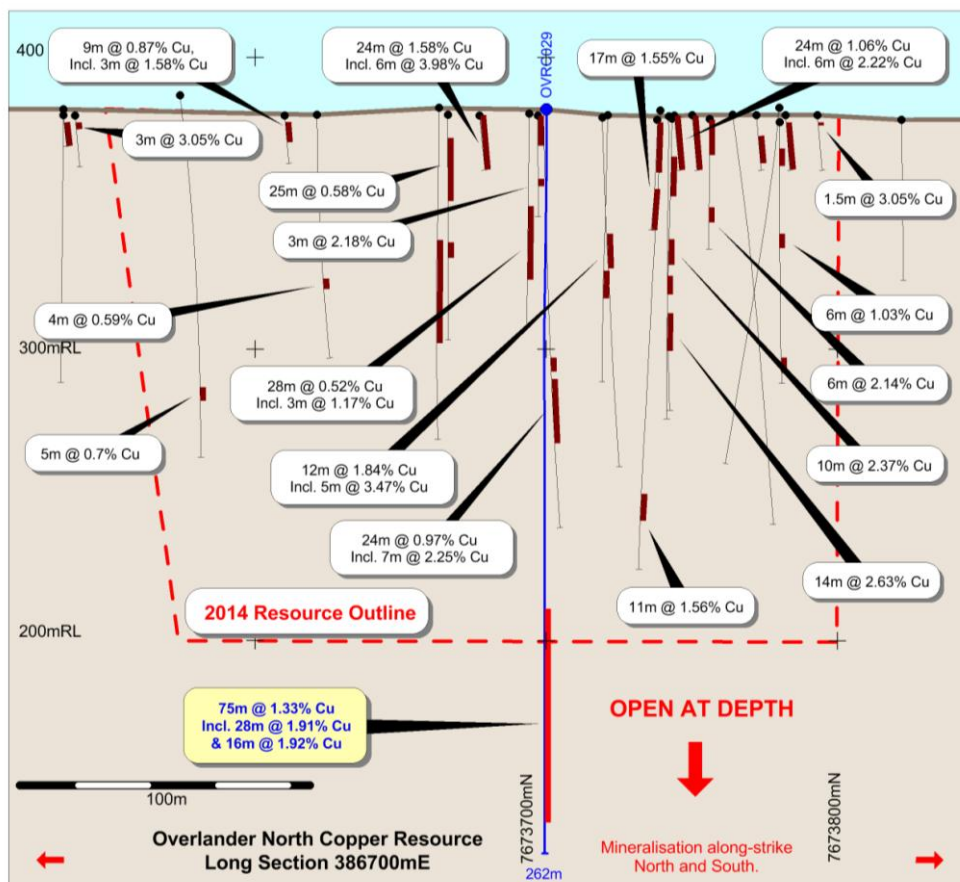 400
9m @ 0.87% Cu,
Incl. 3m @ 1.58% Cu
24m @ 1.58% Cu
Incl. 6m @ 3.98% Cu
17m @ 1.55% Cu
24m @ 1.06% Cu
Incl. 6m @ 2.22% Cu
3m @ 3.05% Cu
25m @ 0.58% Cu
1.5m @ 3.05% Cu
3m @ 2.18% Cu
4m @ 0.59% Cu
6m @ 1.03% Cu
300mRL
28m @ 0.52% Cu
Incl. 3m @ 1.17% Cu
6m @ 2.14% Cu
5m @ 0.7% Cu
12m @ 1.84% Cu
Incl. 5m @ 3.47% Cu
10m @ 2.37% Cu
24m @ 0.97% Cu
Incl. 7m @ 2.25% Cu
14m @ 2.63% Cu
11m @ 1.56% Cu
2014 Resource Outline
200mRL
75m @ 1.33% Cu
Incl. 28m @ 1.91% Cu
& 16m @ 1.92% Cu
OPEN AT DEPTH
100m
7673700mN
7673800mN
Overlander North Copper Resource
Long Section 386700mE
Mineralisation along-strike
North and South.
262m